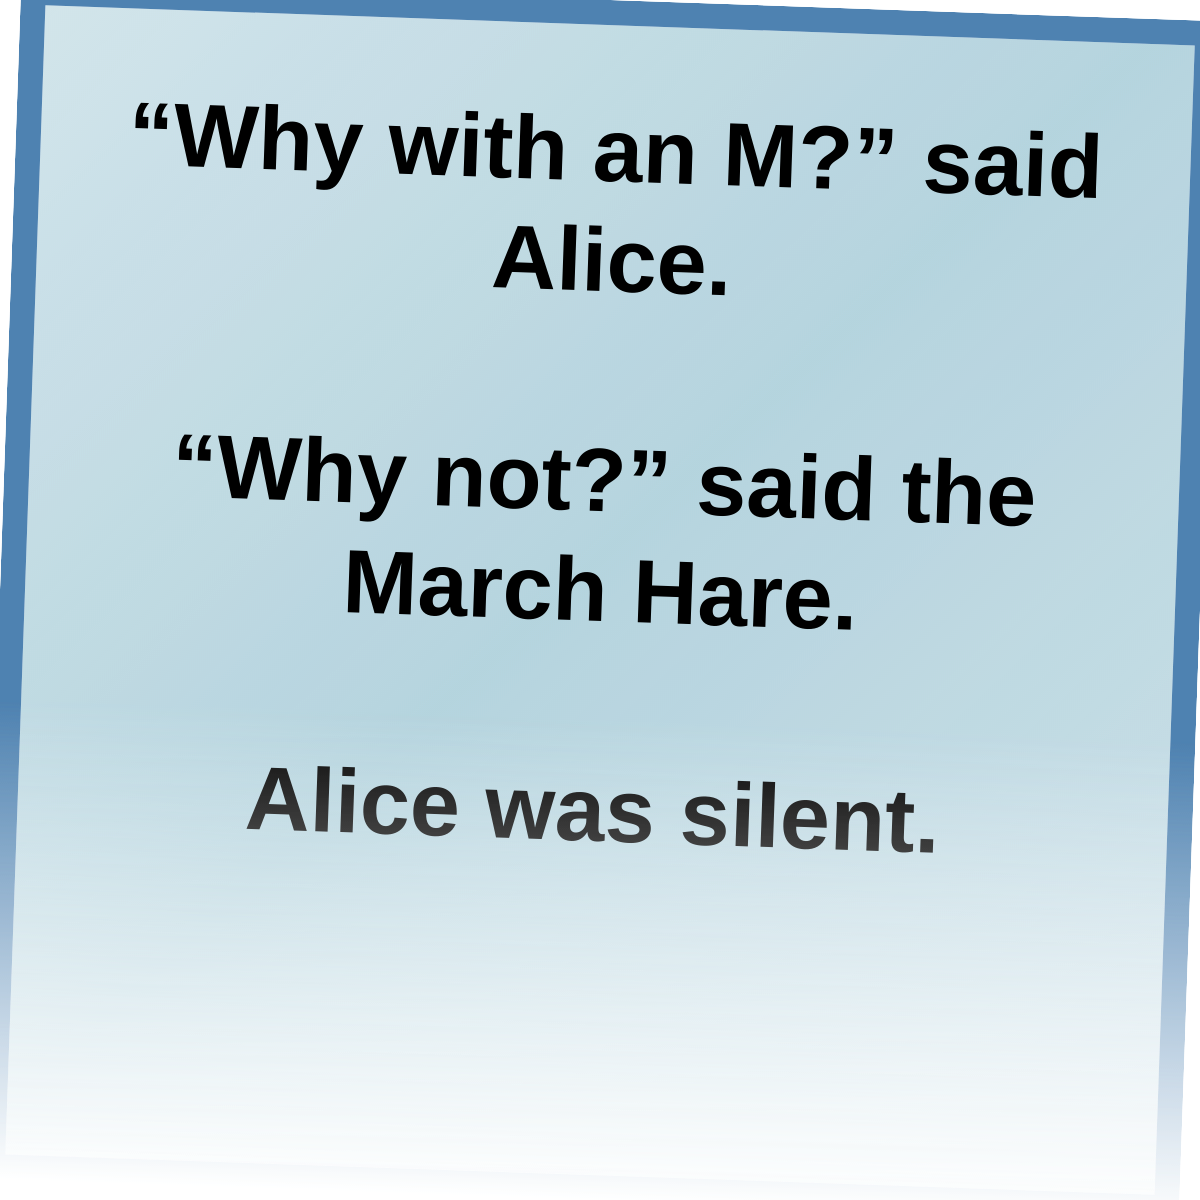 “Why with an M?” said
Alice.
“Why not?” said the
March Hare.
Alice was silent.